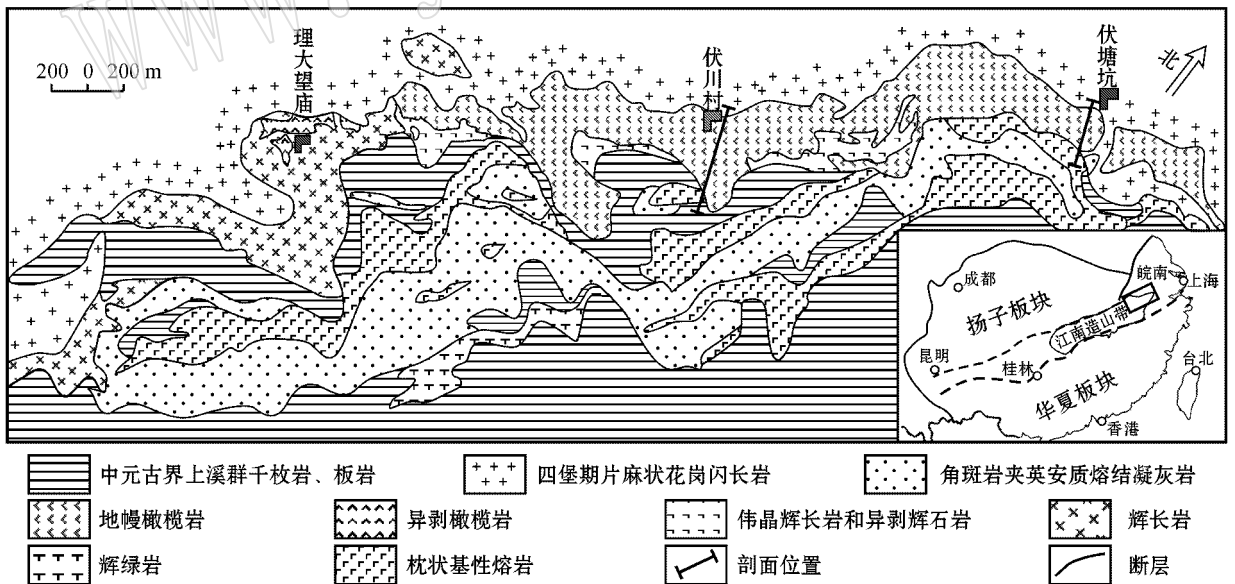 理大望庙
伏川村
伏塘坑
北
200 0 200 m
成都
皖南
上海
扬子板块
江南造山带
昆明
桂林
台北
华夏板块
香港
中元古界上溪群千枚岩、板岩
四堡期片麻状花岗闪长岩
角斑岩夹英安质熔结凝灰岩
地幔橄榄岩
异剥橄榄岩
伟晶辉长岩和异剥辉石岩
辉长岩
辉绿岩
枕状基性熔岩
剖面位置
断层